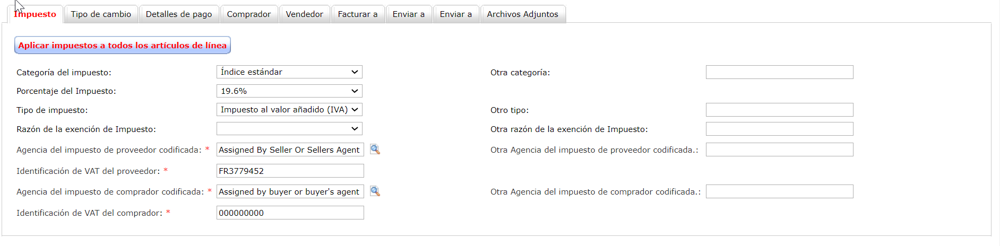 Impuesto Tipo de cambio Detalles de pago Comprador Vendedor Facturar a Enviar a Enviar a Archivos Adjuntos
Aplicar impuestos a todos los artículos de línea
Categoría del impuesto: Índice estándar Otra categoría:
Porcentaje del Impuesto: 19.6%
Tipo de impuesto: Impuesto al valor añadido (IVA) Otro tipo:
Razón de la exención de Impuesto: Otra razón de la exención de Impuesto:
Agencia del impuesto de proveedor codificada: * Assigned By Seller Or Sellers Agent Otra Agencia del impuesto de proveedor codificada.:
Identificación de VAT del proveedor: * FR3779452
Agencia del impuesto de comprador codificada: * Assigned by buyer or buyer's agent Otra Agencia del impuesto de comprador codificada.:
Identificación de VAT del comprador: * 000000000